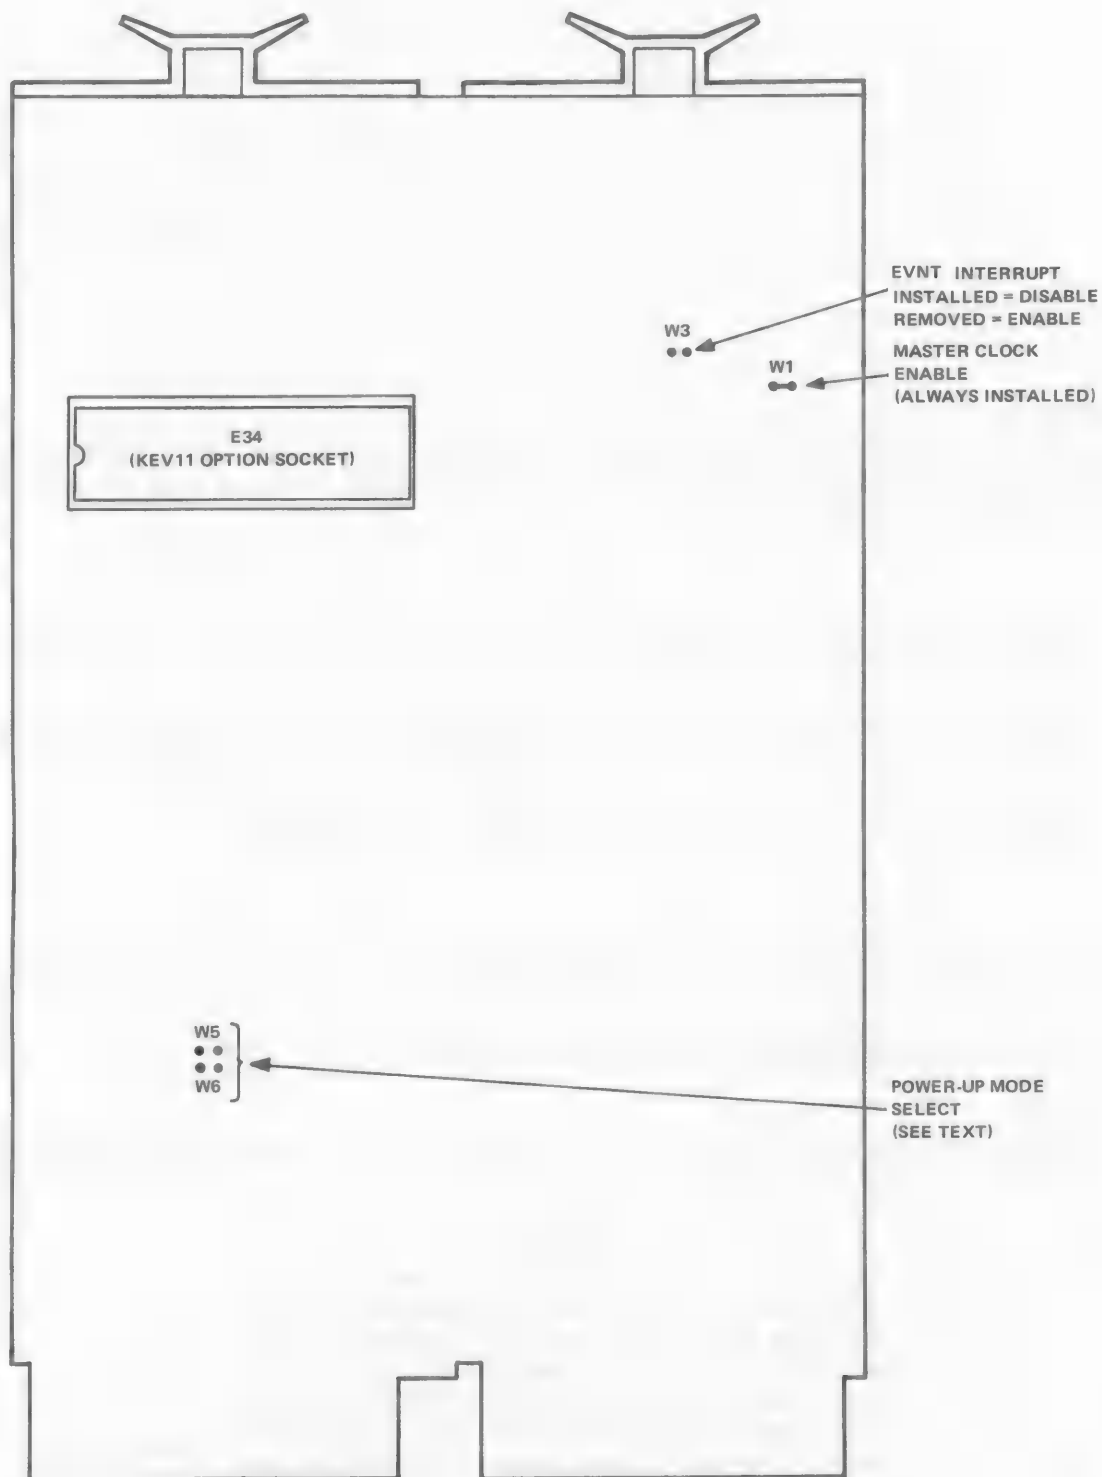 EVNT INTERRUPT
INSTALLED = DISABLE
REMOVED = ENABLE
W3
MASTER CLOCK
ENABLE
(ALWAYS INSTALLED)
W1
E34
(KEV11 OPTION SOCKET)
W5
W6
POWER-UP MODE
SELECT
(SEE TEXT)